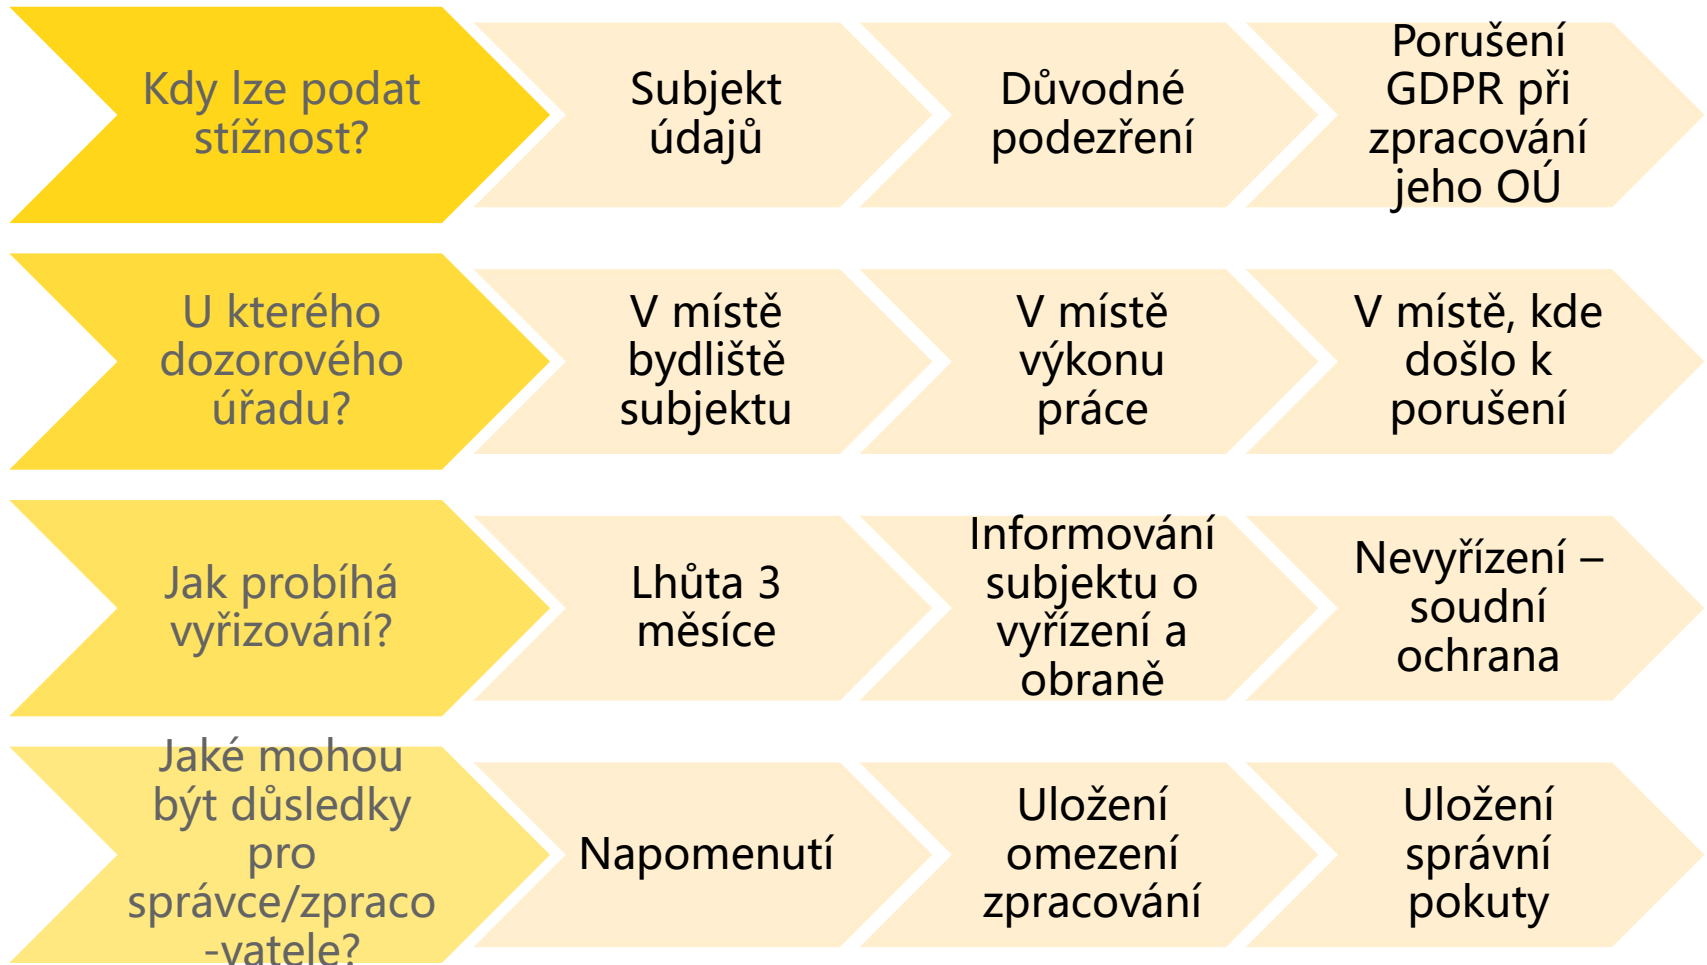 Kdy lze podat
stížnost?
Subjekt
údajů
Důvodné
podezření
Porušení
GDPR při
zpracování
jeho OÚ
U kterého
dozorového
úřadu?
V místě
bydliště
subjektu
V místě
výkonu
práce
V místě, kde
došlo k
porušení
Jak probíhá
vyřizování?
Lhůta 3
měsíce
Informování
subjektu o
vyřízení a
obraně
Nevyřízení –
soudní
ochrana
Jaké mohou
být důsledky
pro
správce/zpraco
-vatele?
Napomenutí
Uložení
omezení
zpracování
Uložení
správní
pokuty